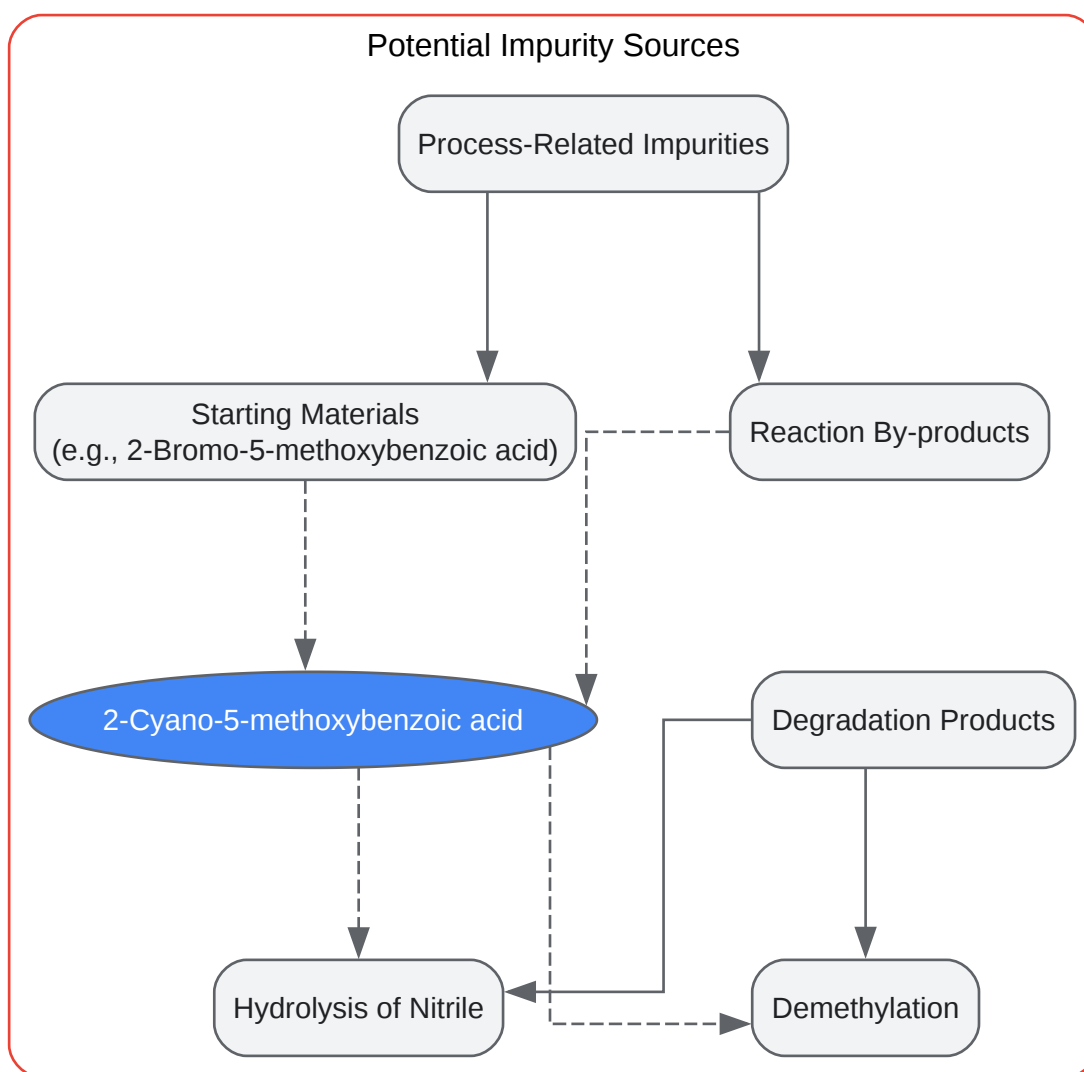 Potential Impurity Sources
Process-Related Impurities
Starting Materials
(e.g., 2-Bromo-5-methoxybenzoic acid)
Reaction By-products
2-Cyano-5-methoxybenzoic acid
Degradation Products
Hydrolysis of Nitrile
Demethylation